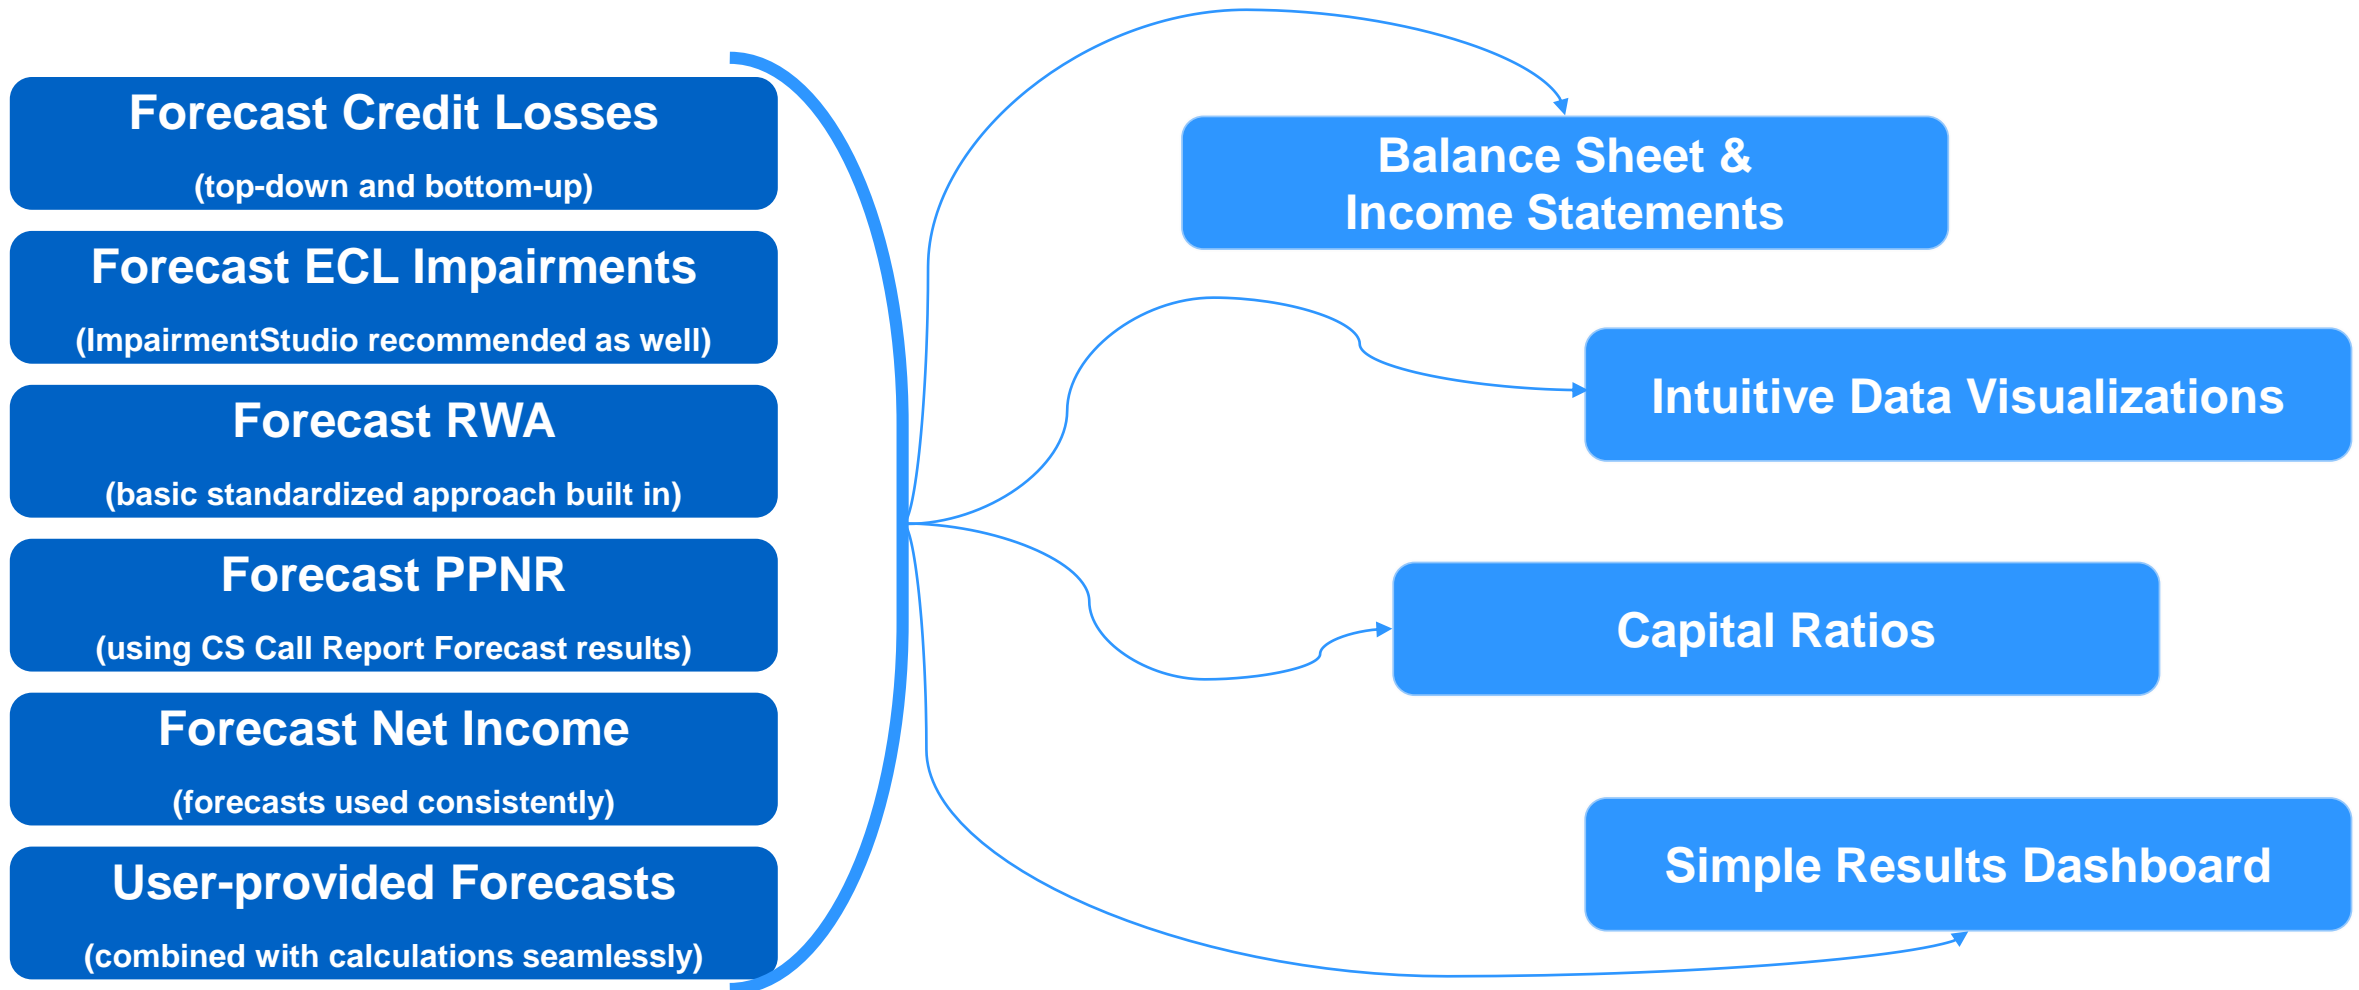 Forecast Credit Losses
(top-down and bottom-up)
Forecast ECL Impairments
(ImpairmentStudio recommended as well)
Forecast RWA
(basic standardized approach built in)
Forecast PPNR
(using CS Call Report Forecast results)
Forecast Net Income
(forecasts used consistently)
User-provided Forecasts
(combined with calculations seamlessly)
Balance Sheet &
Income Statements
Intuitive Data Visualizations
Capital Ratios
Simple Results Dashboard